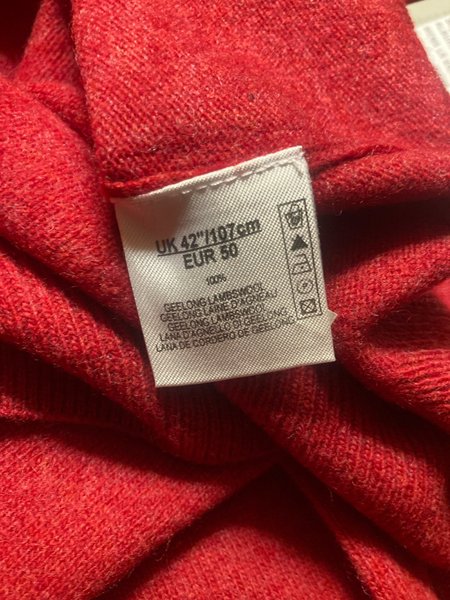 UK 42"/107cm
EUR 50
100%
GEELONG LAMBSWOOL
GEELONG LAINE D'AGNEAU
GEELONG LAMBSWOOL
LANA D'AGNELLO DI GEELONG
LANA DE CORDERO DE GEELONG